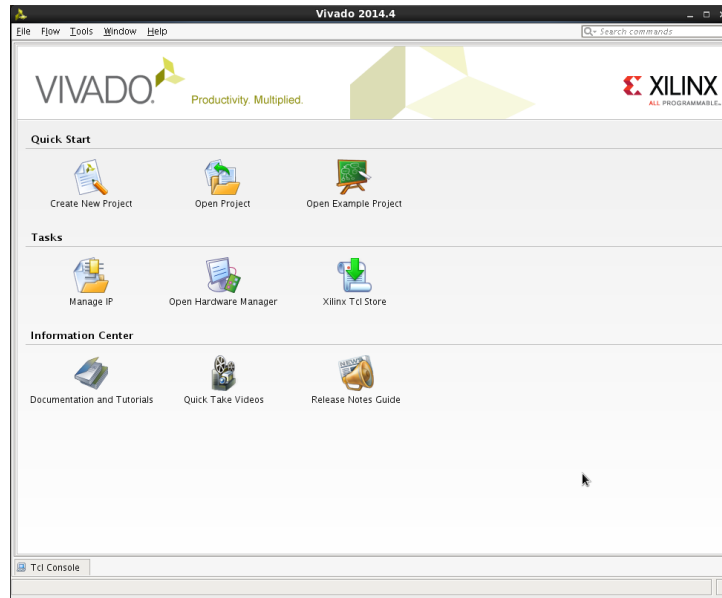 Vivado 2014.4
File Flow Tools Window Help
Search commands
VIVADO.
Productivity. Multiplied.
XILINX
ALL PROGRAMMABLE.
Quick Start
Create New Project
Open Project
Open Example Project
Tasks
Manage IP
Open Hardware Manager
Xilinx Tcl Store
Information Center
NEWS
Documentation and Tutorials
Quick Take Videos
Release Notes Guide
Tcl Console